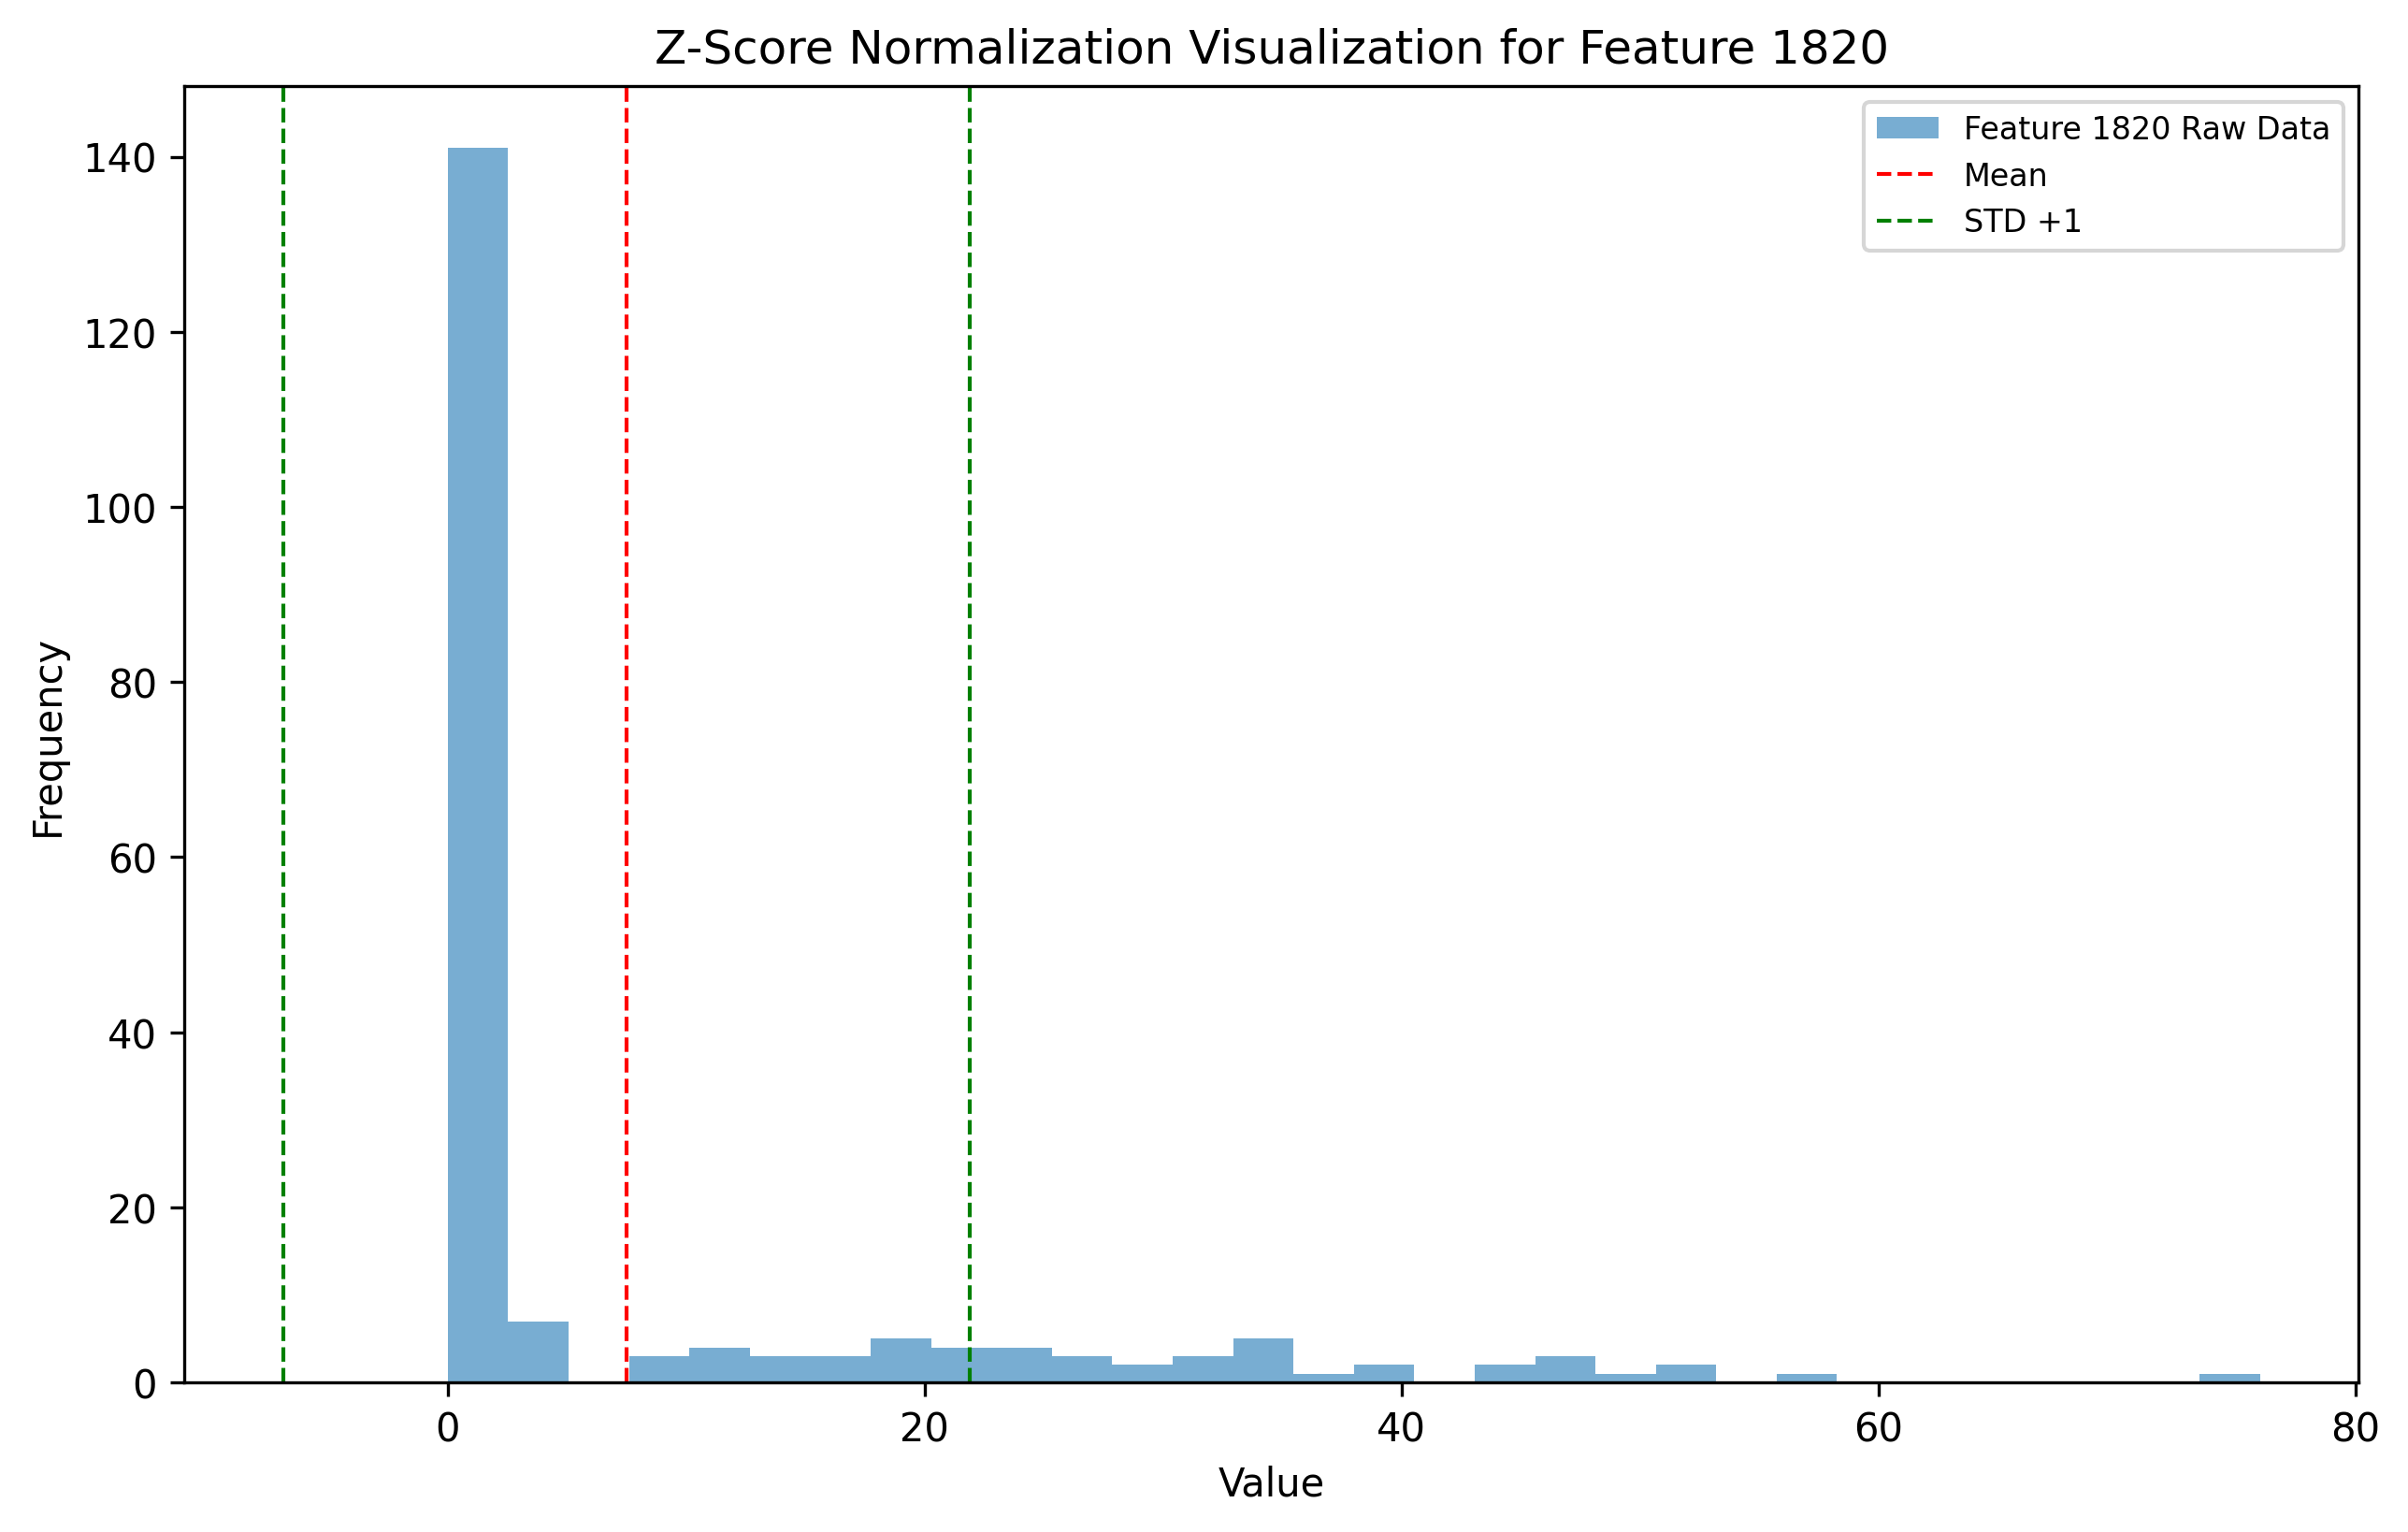 Z-Score Normalization Visualization for Feature 1820
Feature 1820 Raw Data
Mean
STD +1
140
120
100
80
60
40
20
0
Frequency
0 20 40 60 80
Value